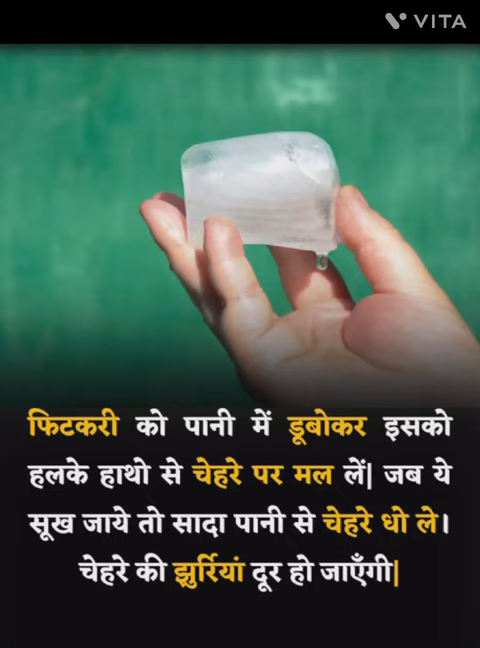 VITA
फिटकरी को पानी में डूबोकर इसको
हलके हाथो से चेहरे पर मल लें| जब ये
सूख जाये तो सादा पानी से चेहरे धो ले।
चेहरे की झुर्रियां दूर हो जाएँगी|